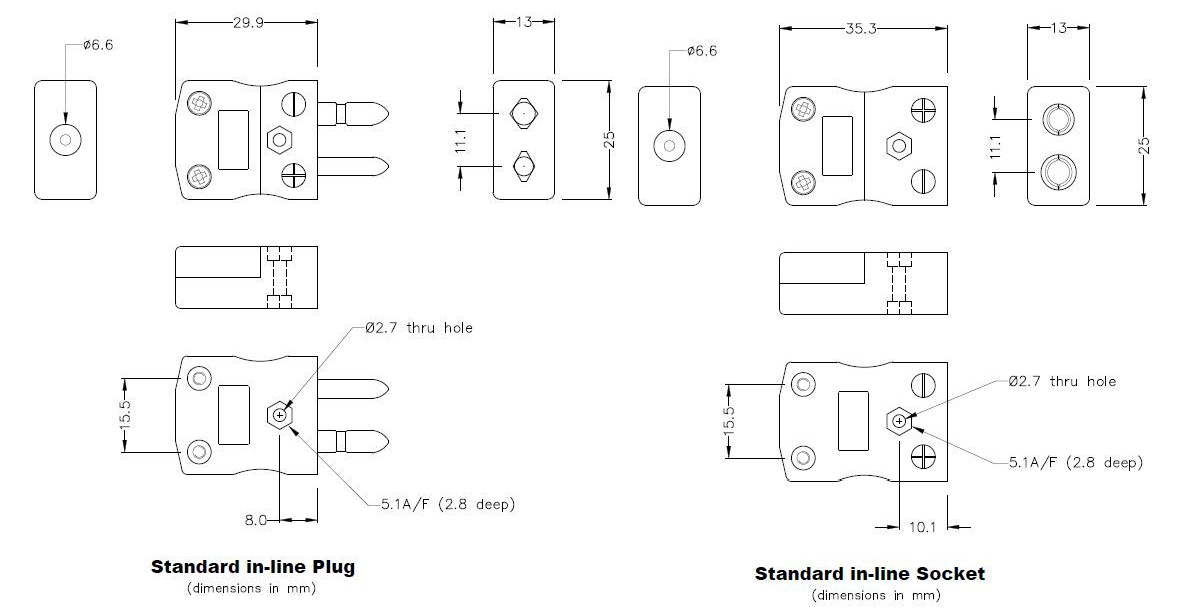 29.9
13
Ø6.6
11.1
25
Ø2.7 thru hole
15.5
5.1A/F (2.8 deep)
8.0
Standard in-line Plug
(dimensions in mm)
35.3
13
Ø6.6
11.1
25
Ø2.7 thru hole
15.5
5.1A/F (2.8 deep)
10.1
Standard in-line Socket
(dimensions in mm)